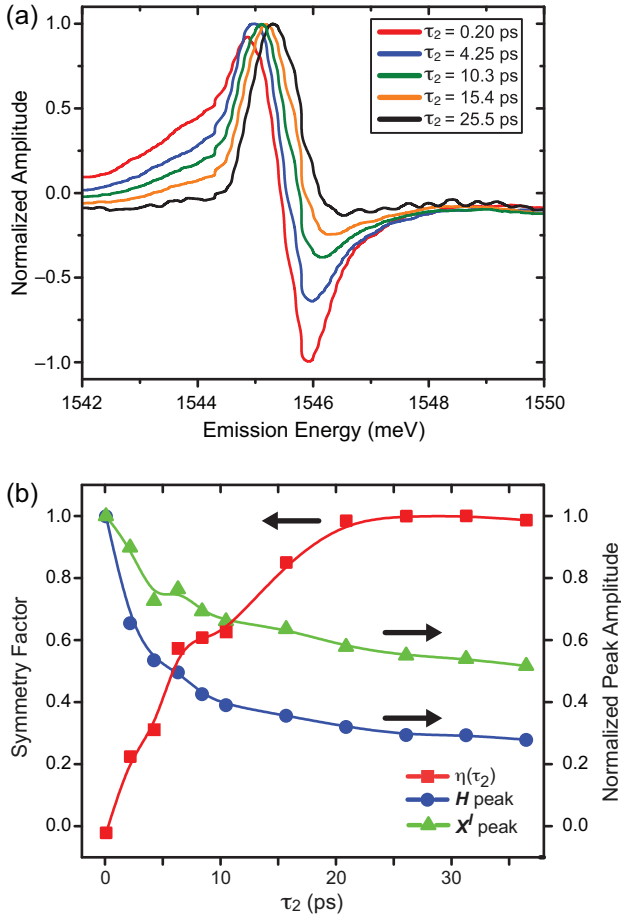 (a)
Normalized Amplitude
1.0
0.5
0.0
−0.5
−1.0
τ2 = 0.20 ps
τ2 = 4.25 ps
τ2 = 10.3 ps
τ2 = 15.4 ps
τ2 = 25.5 ps
1542 1544 1546 1548 1550
Emission Energy (meV)
(b)
Symmetry Factor
1.0
0.8
0.6
0.4
0.2
0.0
1.0
0.8
0.6
0.4
0.2
0.0
Normalized Peak Amplitude
η(τ2)
H peak
X^I peak
0 10 20 30
τ2 (ps)